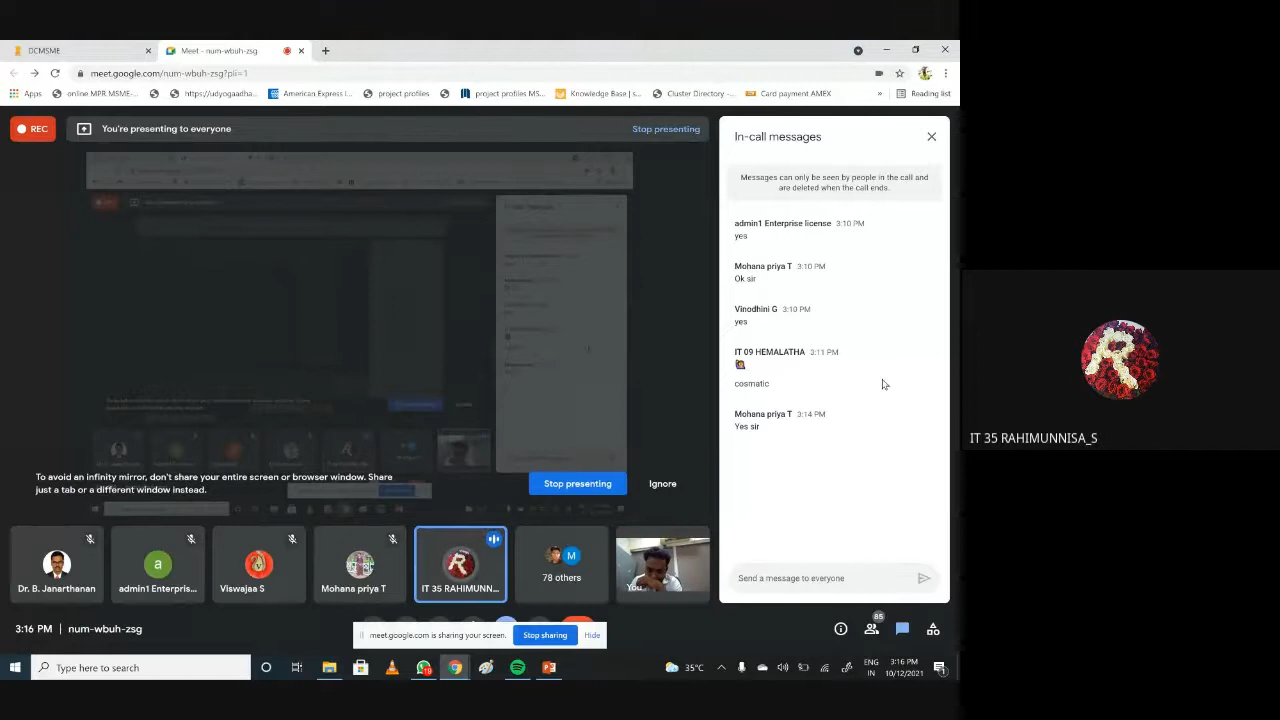 DCMSME
Meet - num-wbuh-zsg
meet.google.com/num-wbuh-zsg?pli=1
Apps
online MPR.MSME-...
https://udyogaadha...
American Express I...
project profiles
project profiles MS...
Knowledge Base | s...
Cluster Directory –...
Card payment AMEX
»
Reading list
REC
You're presenting to everyone
Stop presenting
In-call messages
Messages can only be seen by people in the call and
are deleted when the call ends.
admin1 Enterprise license 3:10 PM
yes
Mohana priya T 3:10 PM
Ok sir
Vinodhini G 3:10 PM
yes
IT 09 HEMALATHA 3:11 PM
🙋
cosmatic
Mohana priya T 3:14 PM
Yes sir
To avoid an infinity mirror, don't share your entire screen or browser window. Share
just a tab or a different window instead.
Stop presenting
Ignore
Dr. B. Janarthanan
admin1 Enterpris...
a
Viswajaa S
Mohana priya T
IT 35 RAHIMUNN...
M
78 others
You
Send a message to everyone
3:16 PM | num-wbuh-zsg
meet.google.com is sharing your screen.
Stop sharing
Hide
85
Type here to search
35°C
ENG
IN
3:16 PM
10/12/2021
R
IT 35 RAHIMUNNISA_S